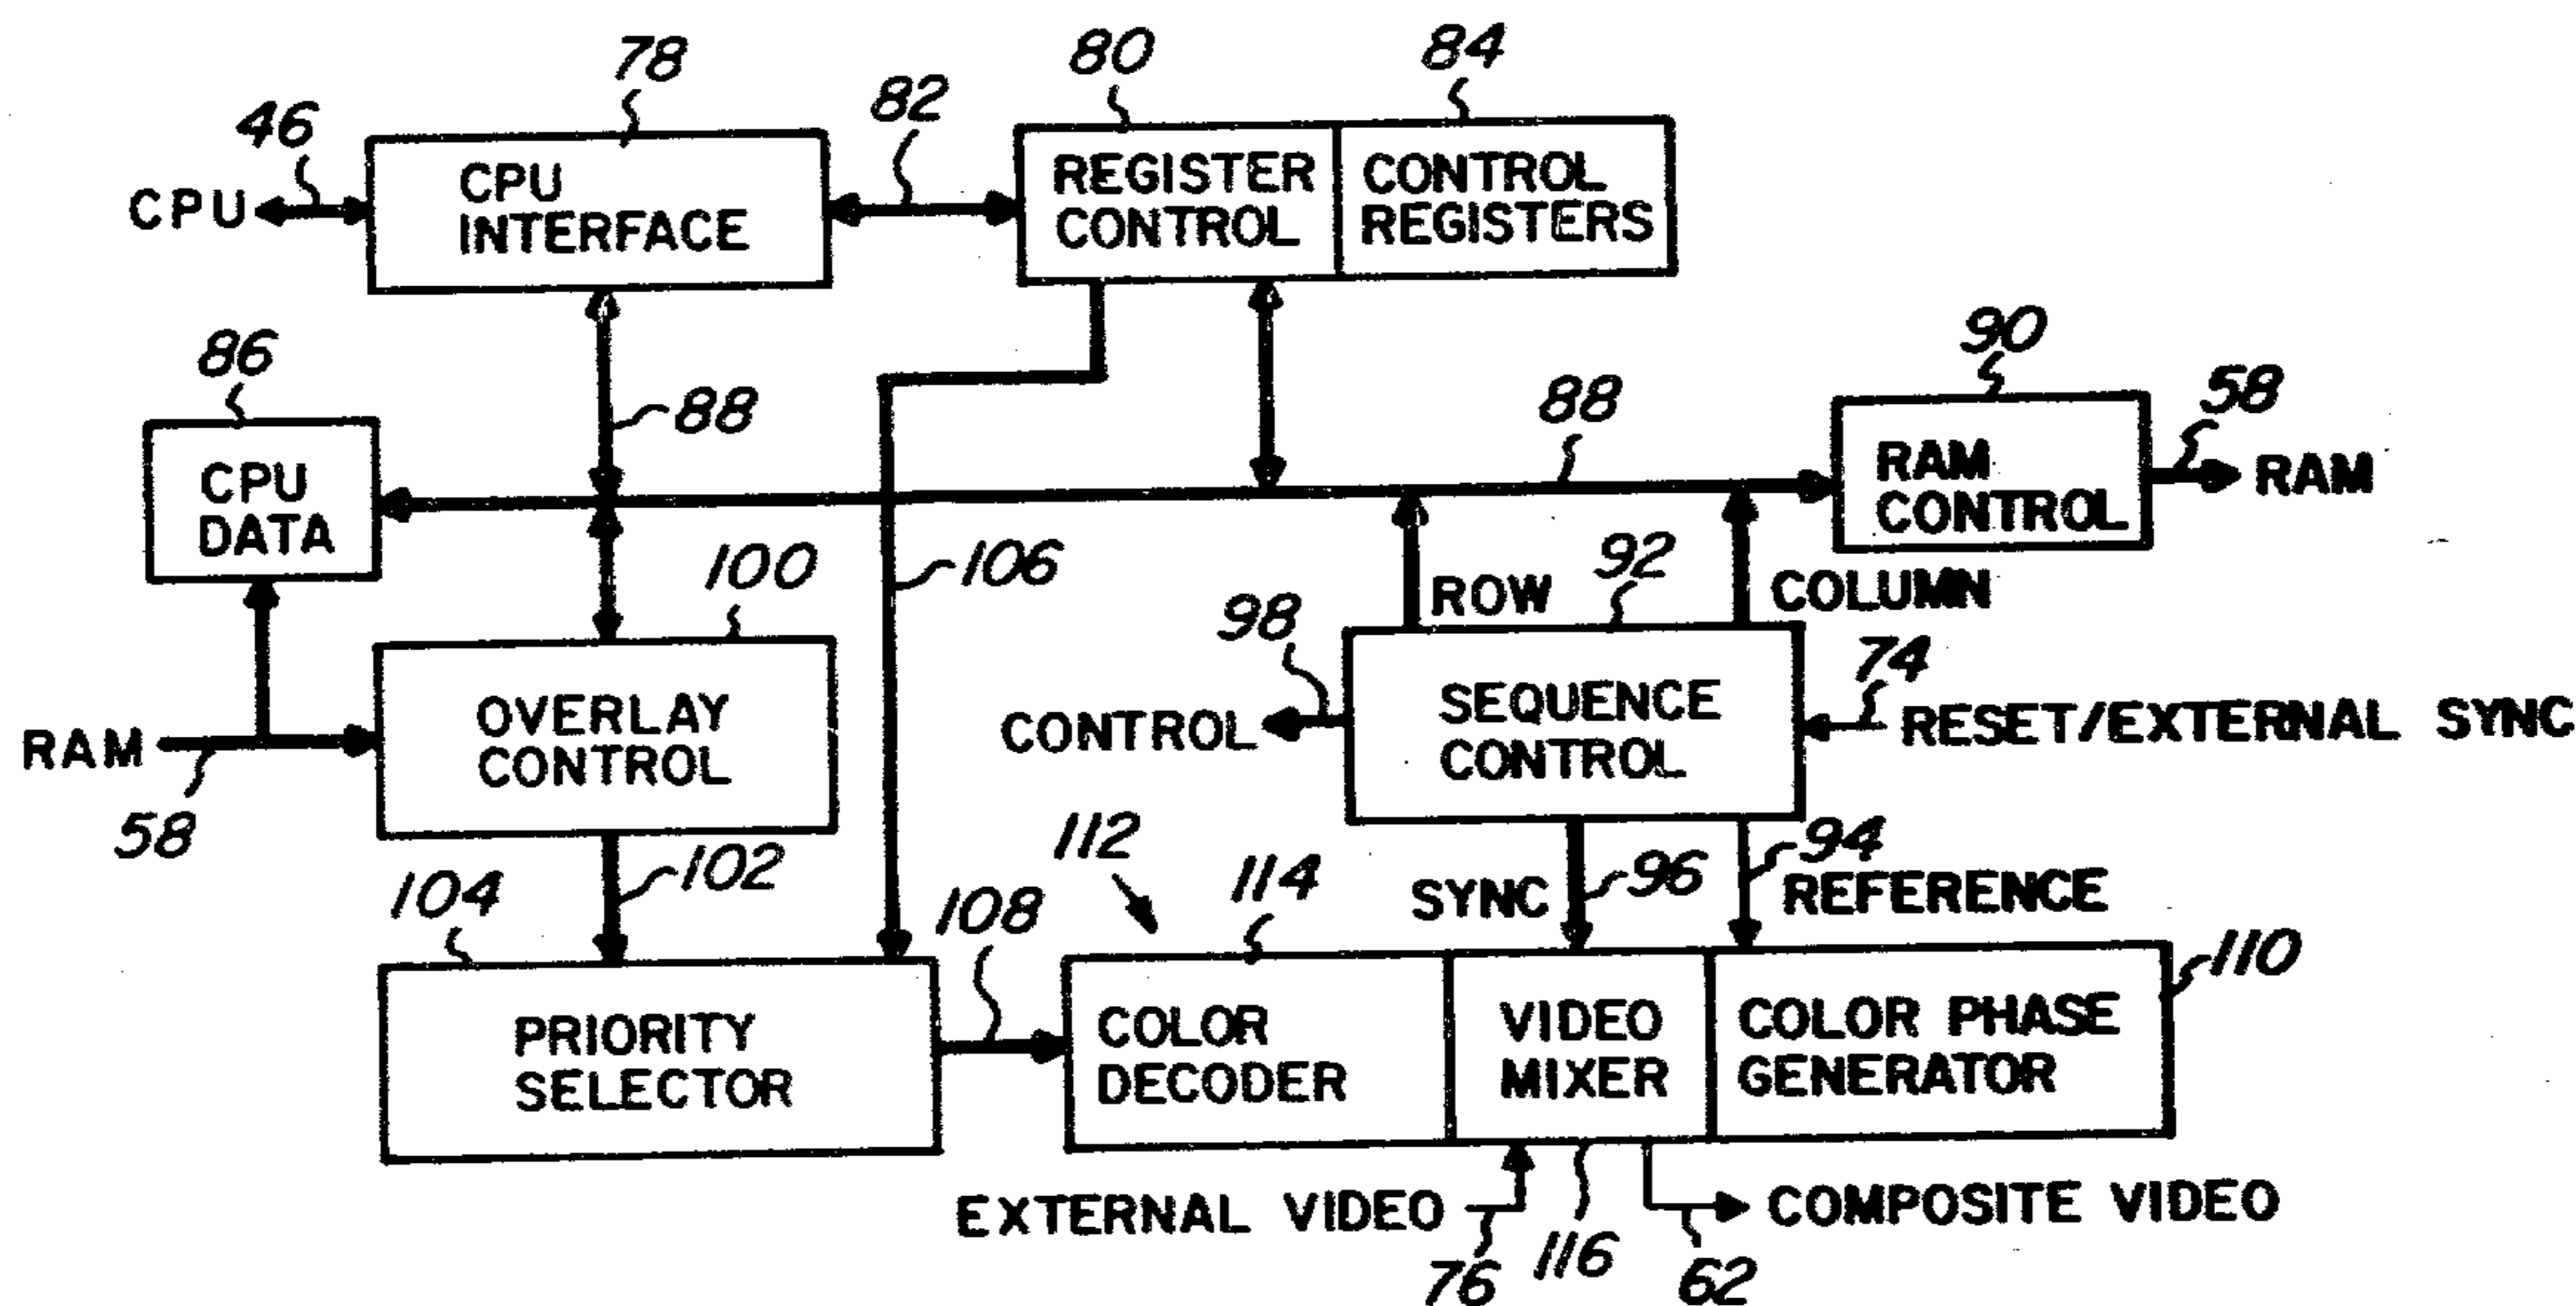 78
80
84
46
82
CPU
CPU
INTERFACE
REGISTER
CONTROL
CONTROL
REGISTERS
86
88
88
90
58
CPU
DATA
RAM
CONTROL
RAM
100
106
ROW
92
COLUMN
98
74
RAM
58
OVERLAY
CONTROL
CONTROL
SEQUENCE
CONTROL
RESET/EXTERNAL SYNC
102
112
SYNC
96
94
REFERENCE
104
108
114
110
PRIORITY
SELECTOR
COLOR
DECODER
VIDEO
MIXER
COLOR PHASE
GENERATOR
EXTERNAL VIDEO
COMPOSITE VIDEO
76
116
62